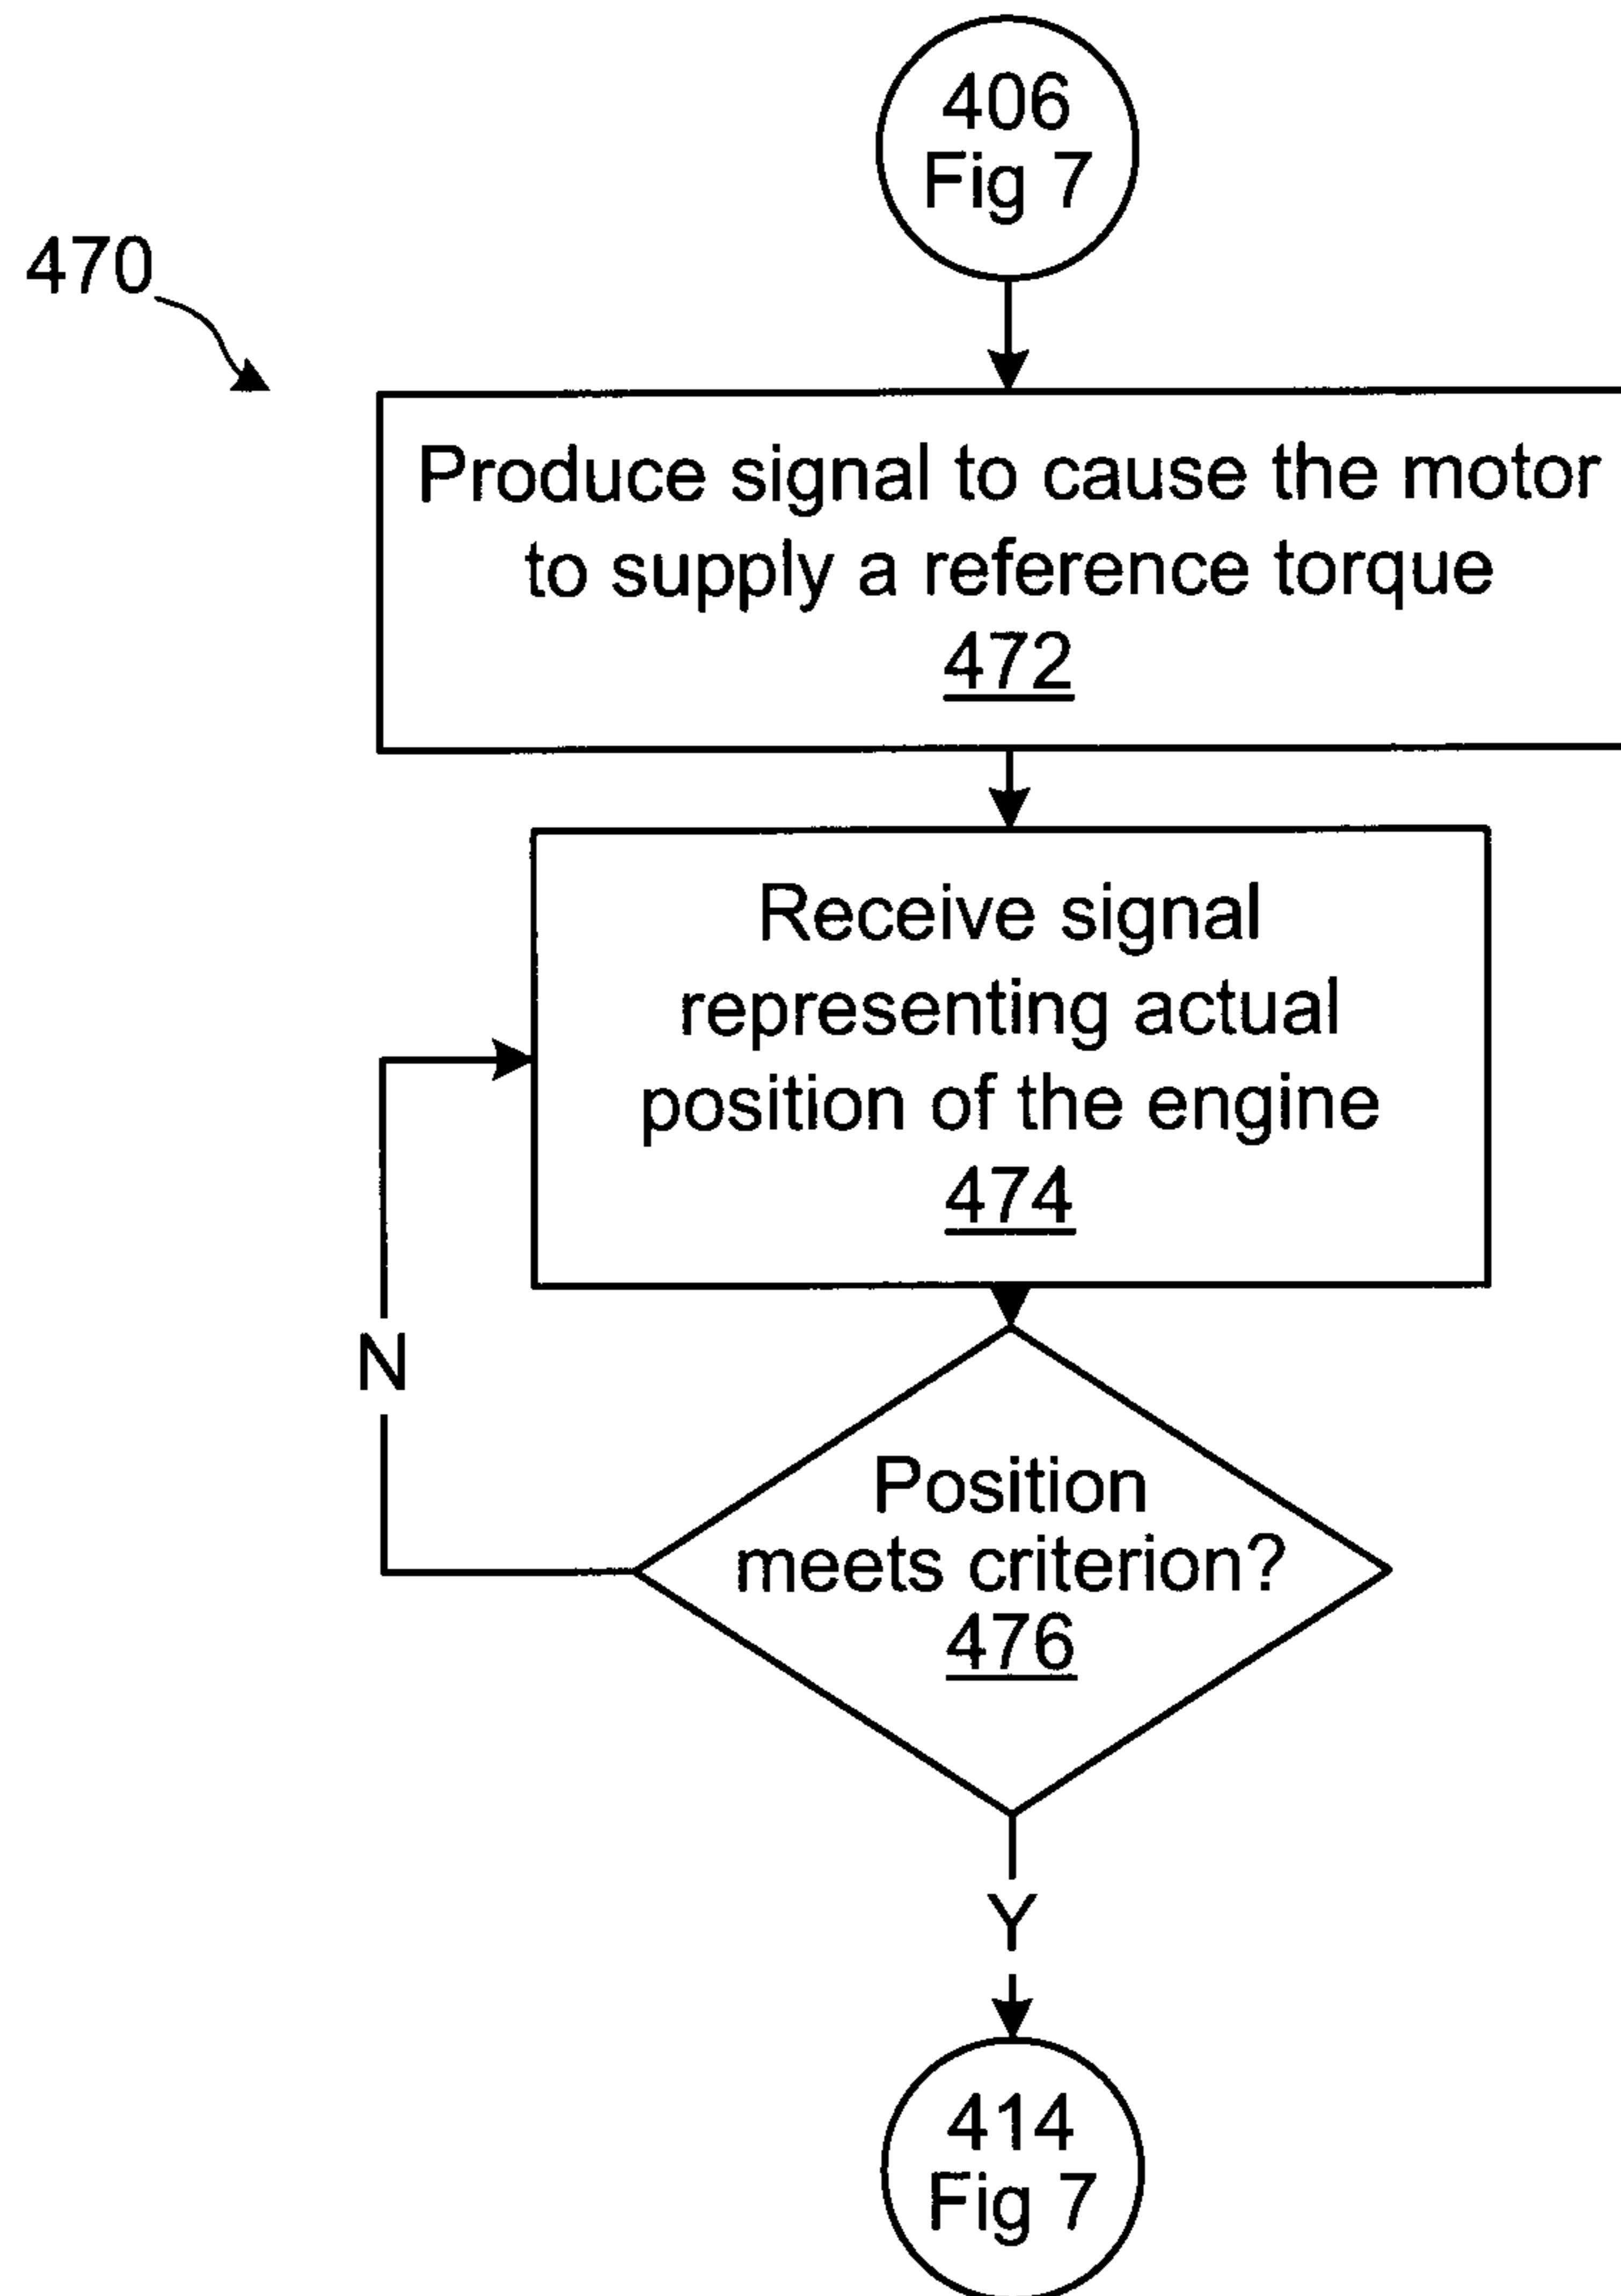 406
Fig 7
470
Produce signal to cause the motor
to supply a reference torque
472
Receive signal
representing actual
position of the engine
474
N
Position
meets criterion?
476
Y
414
Fig 7